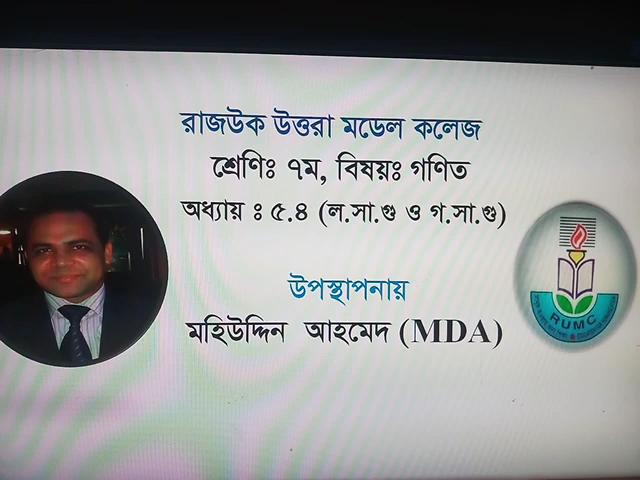 রাজউক উত্তরা মডেল কলেজ
শ্রেণিঃ ৭ম, বিষয়ঃ গণিত
অধ্যায় ঃ ৫.৪ (ল.সা.গু ও গ.সা.গু)
উপস্থাপনায়
মহিউদ্দিন আহমেদ (MDA)
RUMC